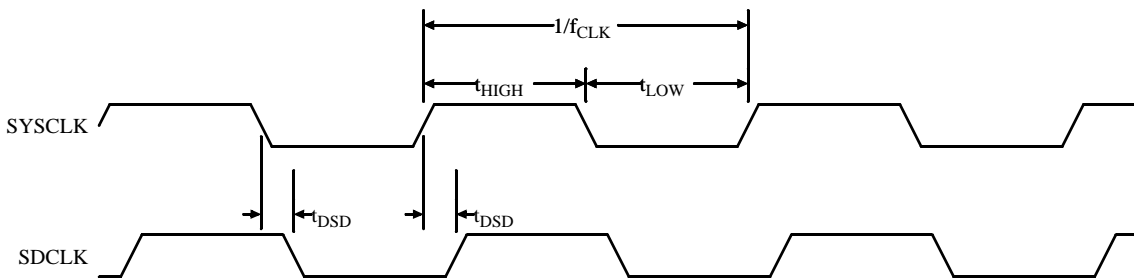 1/fCLK
tHIGH tLOW
SYSCLK
tDSD tDSD
SDCLK